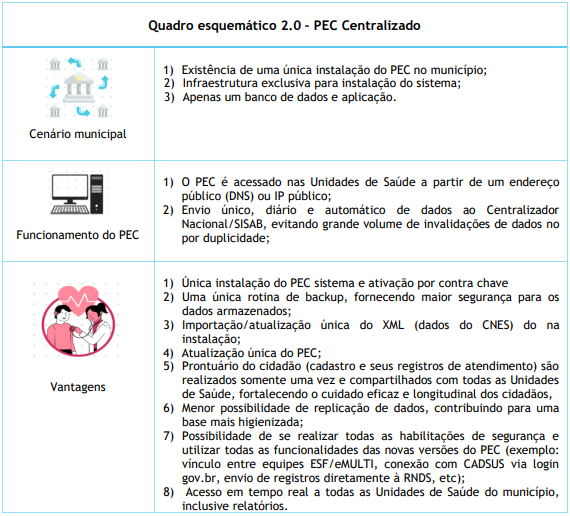 Quadro esquemático 2.0 – PEC Centralizado
Cenário municipal
1) Existência de uma única instalação do PEC no município;
2) Infraestrutura exclusiva para instalação do sistema;
3) Apenas um banco de dados e aplicação.
Funcionamento do PEC
1) O PEC é acessado nas Unidades de Saúde a partir de um endereço
público (DNS) ou IP público;
2) Envio único, diário e automático de dados ao Centralizador
Nacional/SISAB, evitando grande volume de invalidades de dados no
por duplicidade;
Vantagens
1) Única instalação do PEC sistema e ativação por contra chave
2) Uma única rotina de backup, fornecendo maior segurança para os
dados armazenados;
3) Importação/atualização única do XML (dados do CNES) do na
instalação;
4) Atualização única do PEC;
5) Prontuário do cidadão (cadastro e seus registros de atendimento) são
realizados somente uma vez e compartilhados com todas as Unidades
de Saúde, fortalecendo o cuidado eficaz e longitudinal dos cidadãos,
6) Menor possibilidade de replicação de dados, contribuindo para uma
base mais higienizada;
7) Possibilidade de se realizar todas as habilitações de segurança e
utilizar todas as funcionalidades das novas versões do PEC (exemplo:
vínculo entre equipes ESF/eMULTI, conexão com CADSUS via login
gov.br, envio de registros diretamente à RNDS, etc);
8) Acesso em tempo real a todas as Unidades de Saúde do município,
inclusive relatórios.